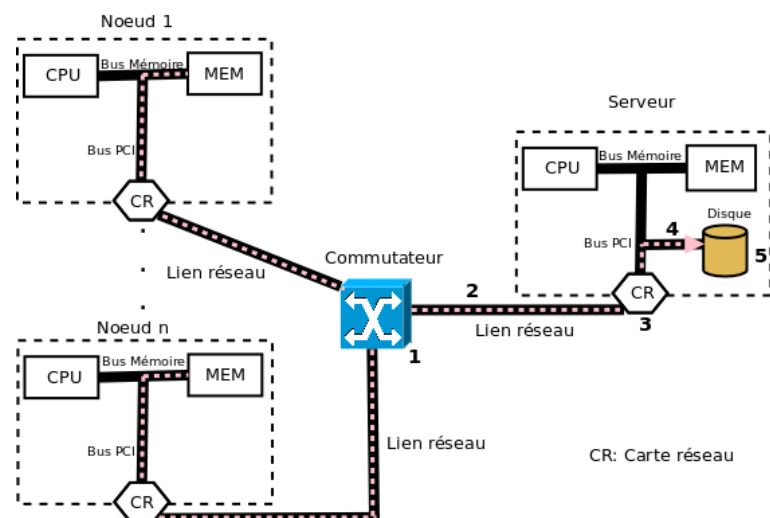 Noeud 1
CPU
Bus Mémoire
MEM
Bus PCI
CR
Lien réseau
Serveur
CPU
Bus Mémoire
MEM
Disque
Bus PCI
4
5
CR
3
Commutateur
2
Lien réseau
1
Noeud n
CPU
Bus Mémoire
MEM
Bus PCI
CR
Lien réseau
CR: Carte réseau